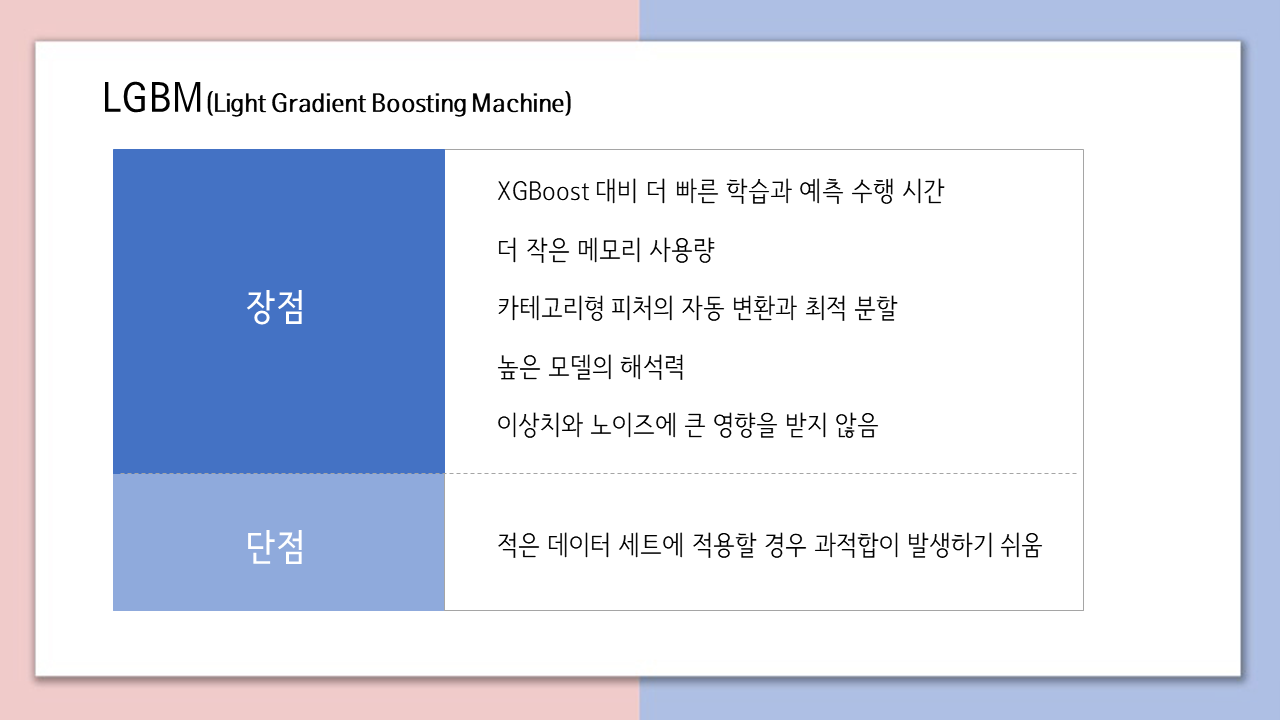 LGBM(Light Gradient Boosting Machine)
장점
XGBoost 대비 더 빠른 학습과 예측 수행 시간
더 작은 메모리 사용량
카테고리형 피처의 자동 변환과 최적 분할
높은 모델의 해석력
이상치와 노이즈에 큰 영향을 받지 않음
단점
적은 데이터 세트에 적용할 경우 과적합이 발생하기 쉬움